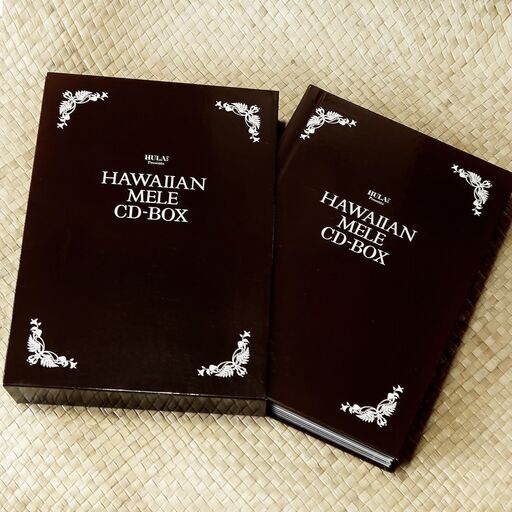 HULA
Presents
HAWAIIAN
MELE
CD-BOX
HULA
Presents
HAWAIIAN
MELE
CD-BOX